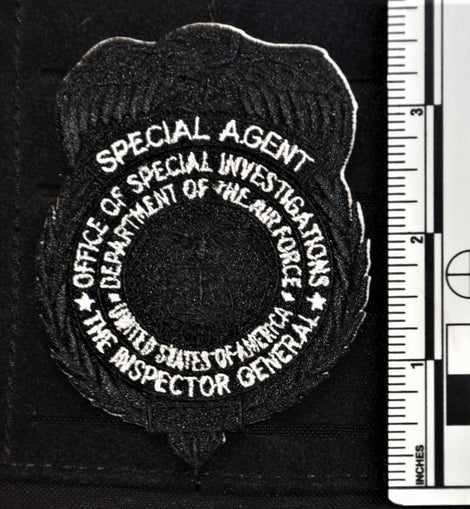 SPECIAL AGENT
OFFICE OF SPECIAL INVESTIGATIONS
DEPARTMENT OF THE AIR FORCE
UNITED STATES OF AMERICA
THE INSPECTOR GENERAL
3
2
1
INCHES